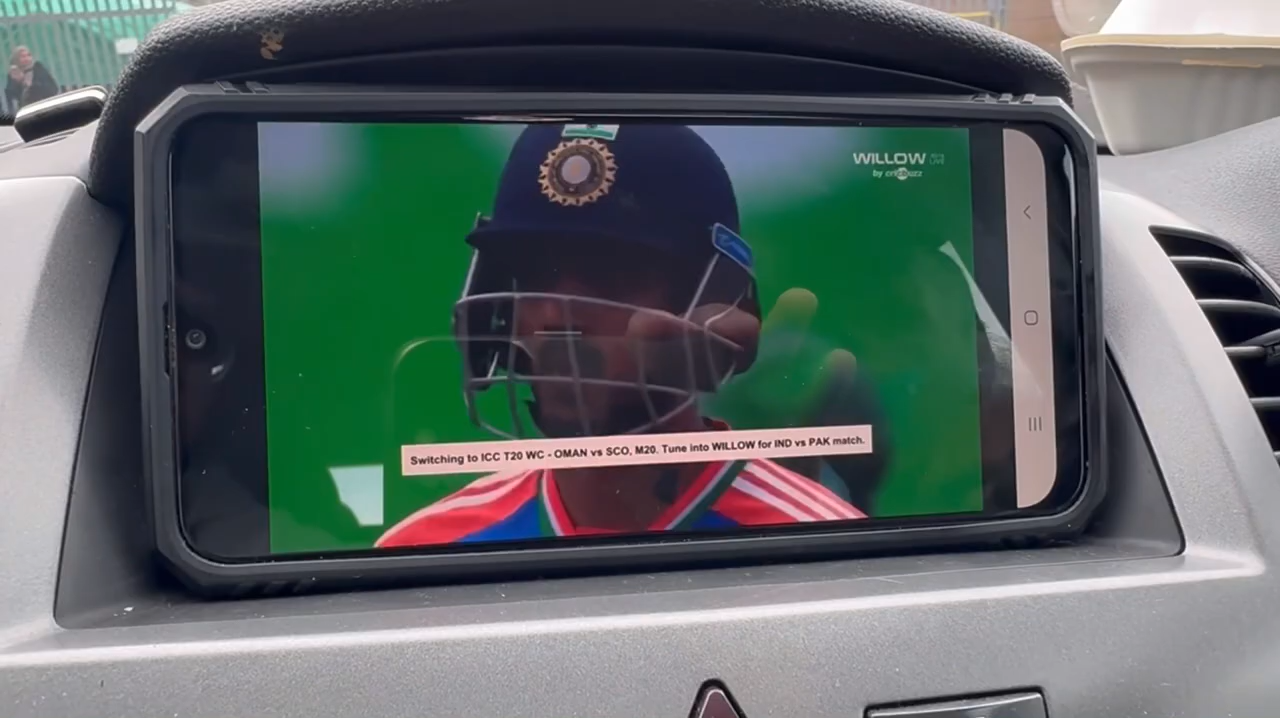 WILLOW
by cricbuzz
Switching to ICC T20 WC - OMAN vs SCO, M20. Tune into WILLOW for IND vs PAK match.